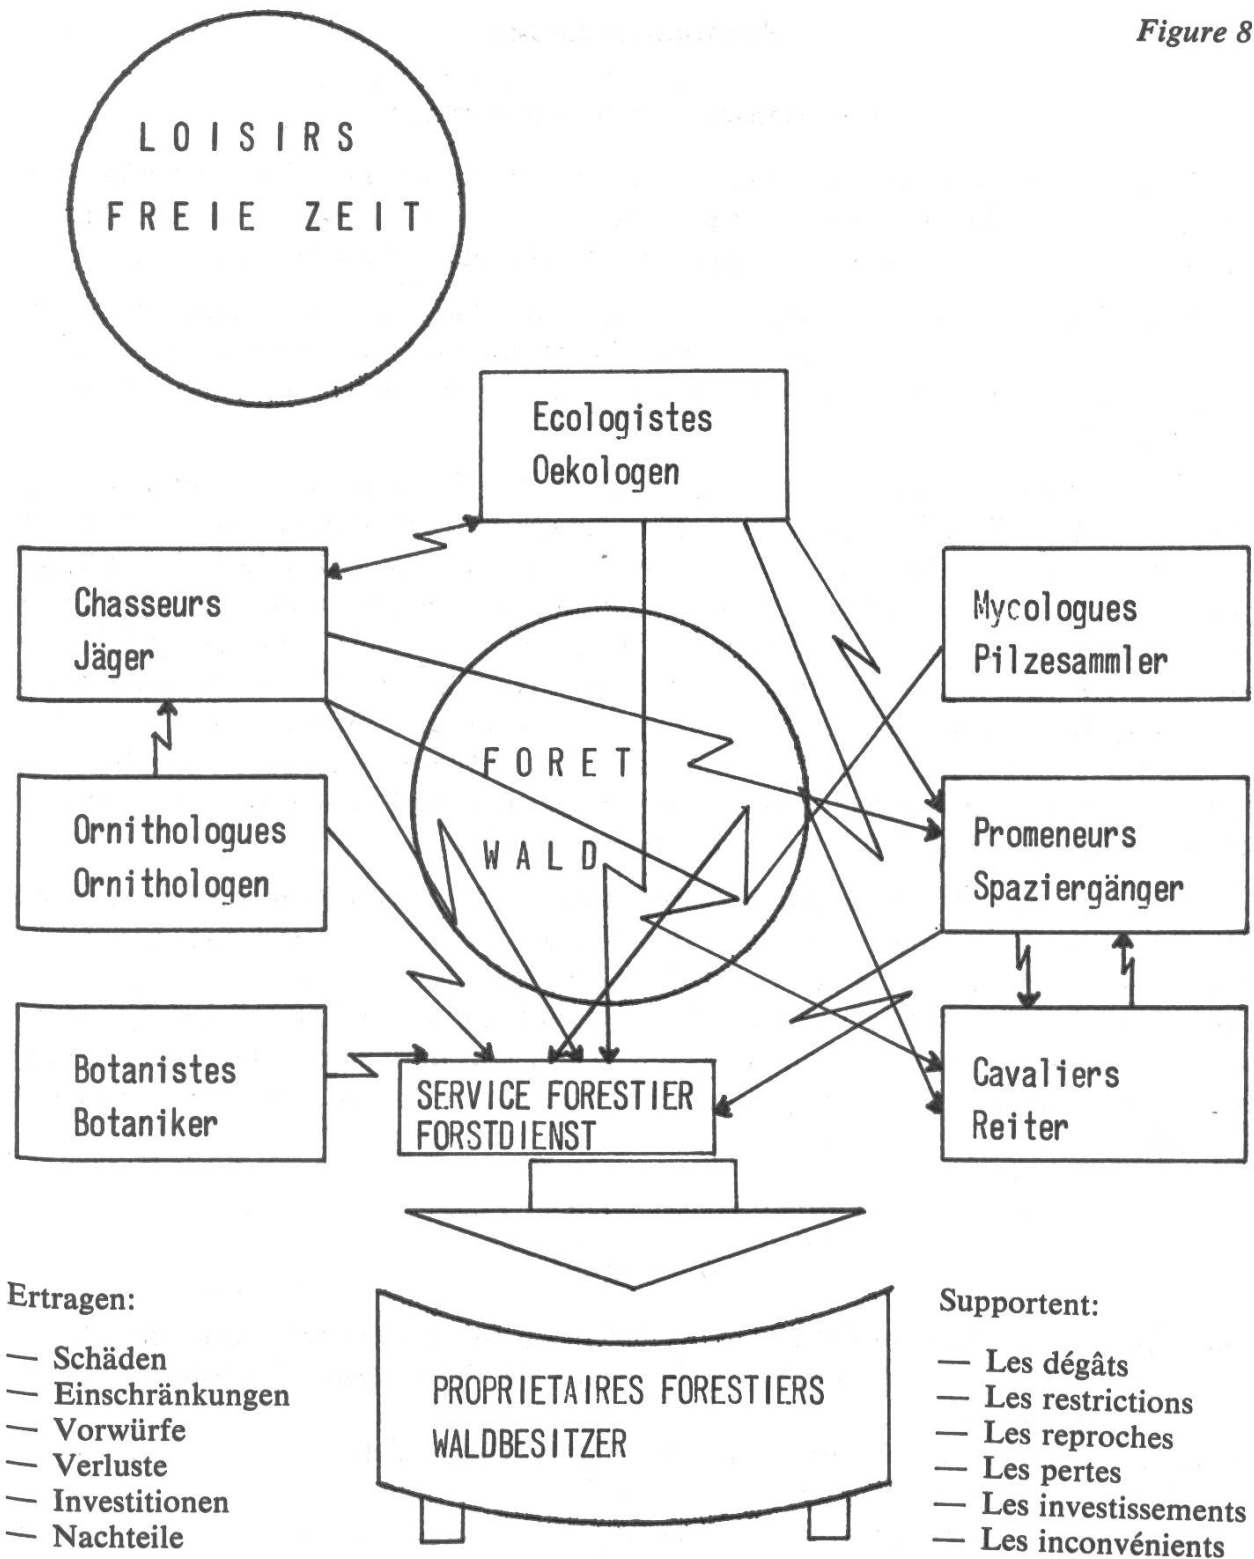 Figure 8
LOISIRS
FREIE ZEIT
Ecologistes
Oekologen
Chasseurs
Jäger
Mycologues
Pilzesammler
FORET
WALD
Ornithologues
Ornithologen
Promeneurs
Spaziergänger
Botanistes
Botaniker
SERVICE FORESTIER
FORSTDIENST
Cavaliers
Reiter
PROPRIETAIRES FORESTIERS
WALDBESITZER
Ertragen:
— Schäden
— Einschränkungen
— Vorwürfe
— Verluste
— Investitionen
— Nachteile
Supportent:
— Les dégâts
— Les restrictions
— Les reproches
— Les pertes
— Les investissements
— Les inconvénients